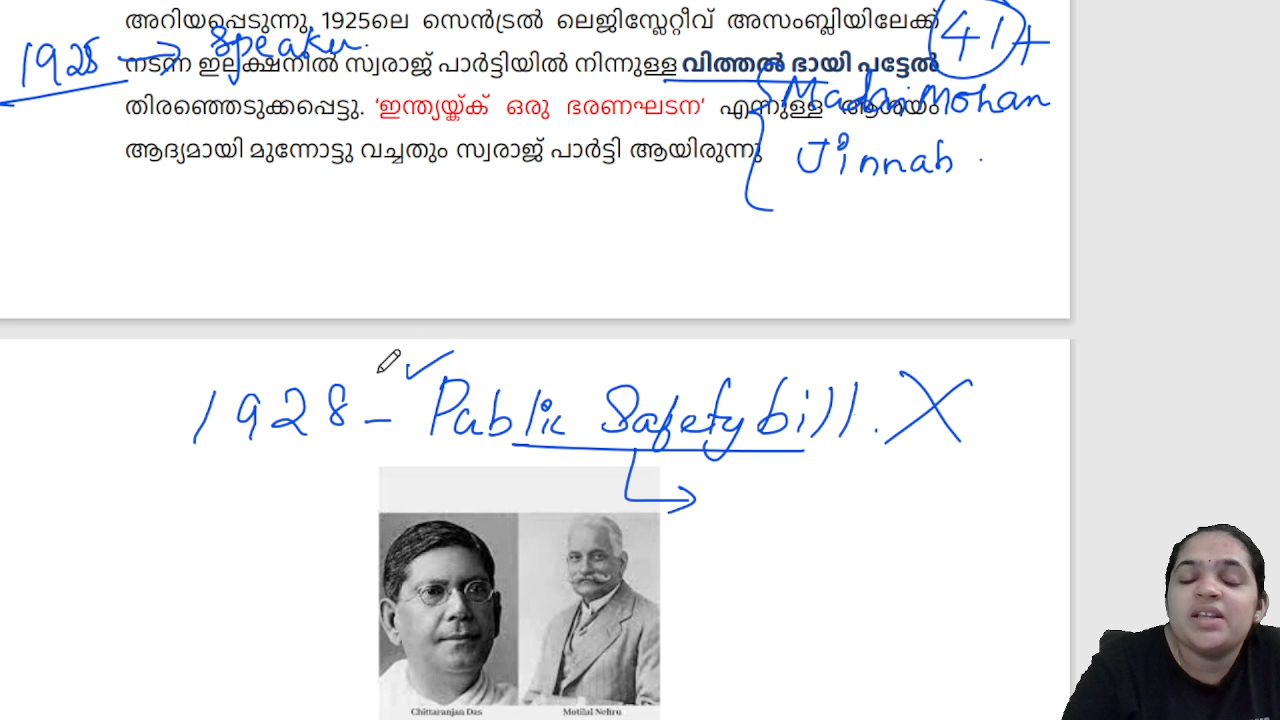 അറിയപ്പെടുന്നു. 1925ലെ സെൻട്രൽ ലെജിസ്ലേറ്റീവ് അസംബ്ലിയിലേക്ക്
41+
1925 → Speaker.
നടന്ന ഇലക്ഷനിൽ സ്വരാജ് പാർട്ടിയിൽ നിന്നുള്ള വിത്തൽ ഭായി പട്ടേൽ
തിരഞ്ഞെടുക്കപ്പെട്ടു. ‘ഇന്ത്യയ്ക്ക് ഒരു ഭരണഘടന’ എന്നുള്ള ആശയം
Mohan
ആദ്യമായി മുന്നോട്ടു വച്ചതും സ്വരാജ് പാർട്ടി ആയിരുന്നു
Jinnah
1928 - Public Safety bill. X
Chittaranjan Das
Motilal Nehru